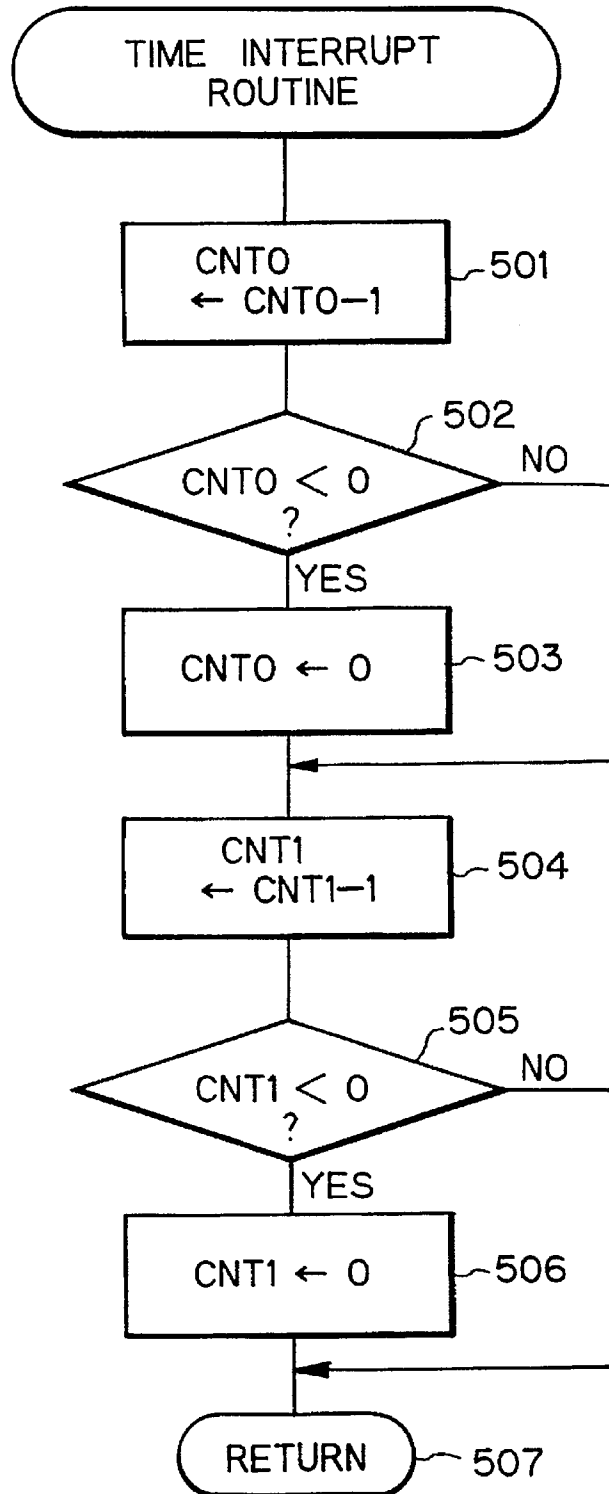 TIME INTERRUPT
ROUTINE
CNT0
← CNT0-1
501
502
CNT0 < 0
?
NO
YES
CNT0 ← 0
503
CNT1
← CNT1-1
504
505
CNT1 < 0
?
NO
YES
CNT1 ← 0
506
RETURN
507